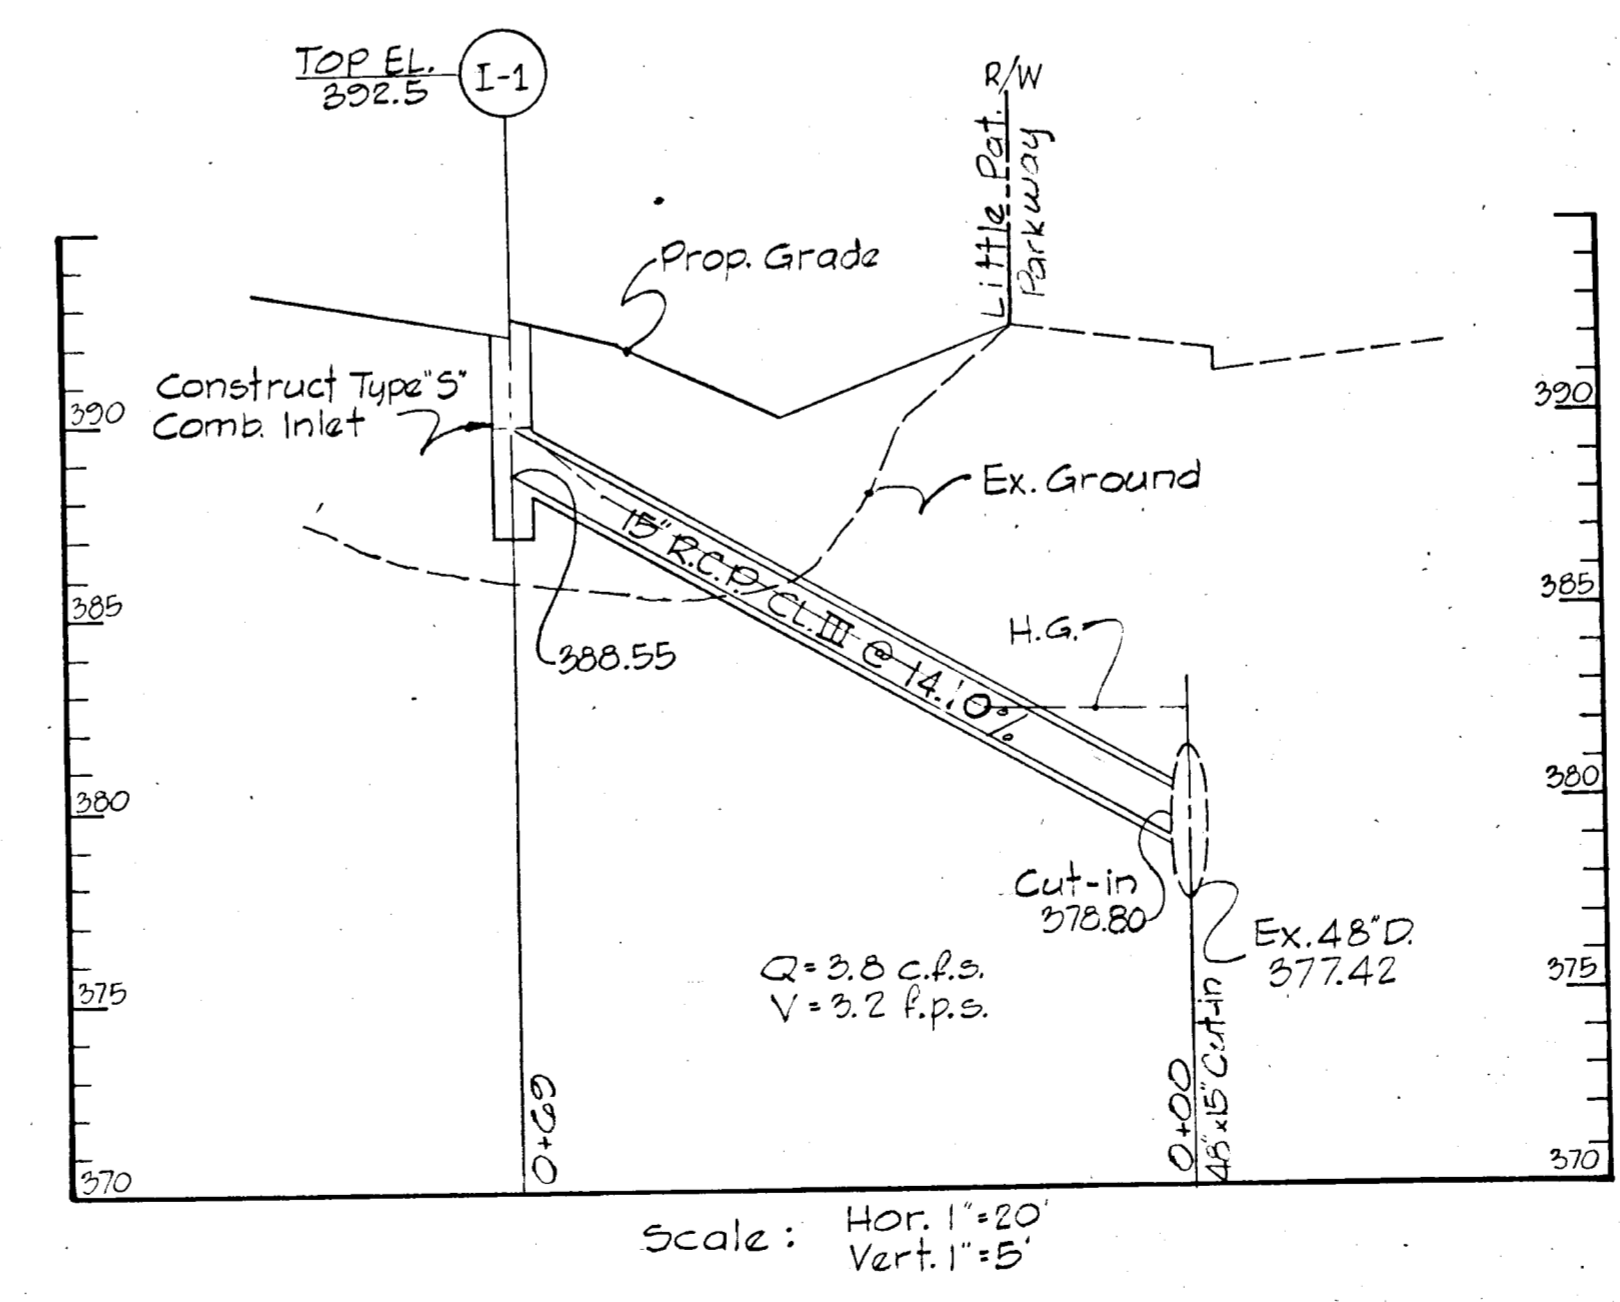 TOP EL.
392.5
I-1
R/W
Little Pat.
Parkway
Prop. Grade
Construct Type "S"
Comb. Inlet
390
390
Ex. Ground
15" R.C.P. CL.III @ 14.10%
385
385
H.G.
388.55
380
380
Cut-in
378.80
Ex. 48" D.
377.42
Q = 3.8 c.f.s.
V = 3.2 f.p.s.
375
375
0+69
0+00
48" x 15" Cut-in
370
370
Scale: Hor. 1" = 20'
Vert. 1" = 5'